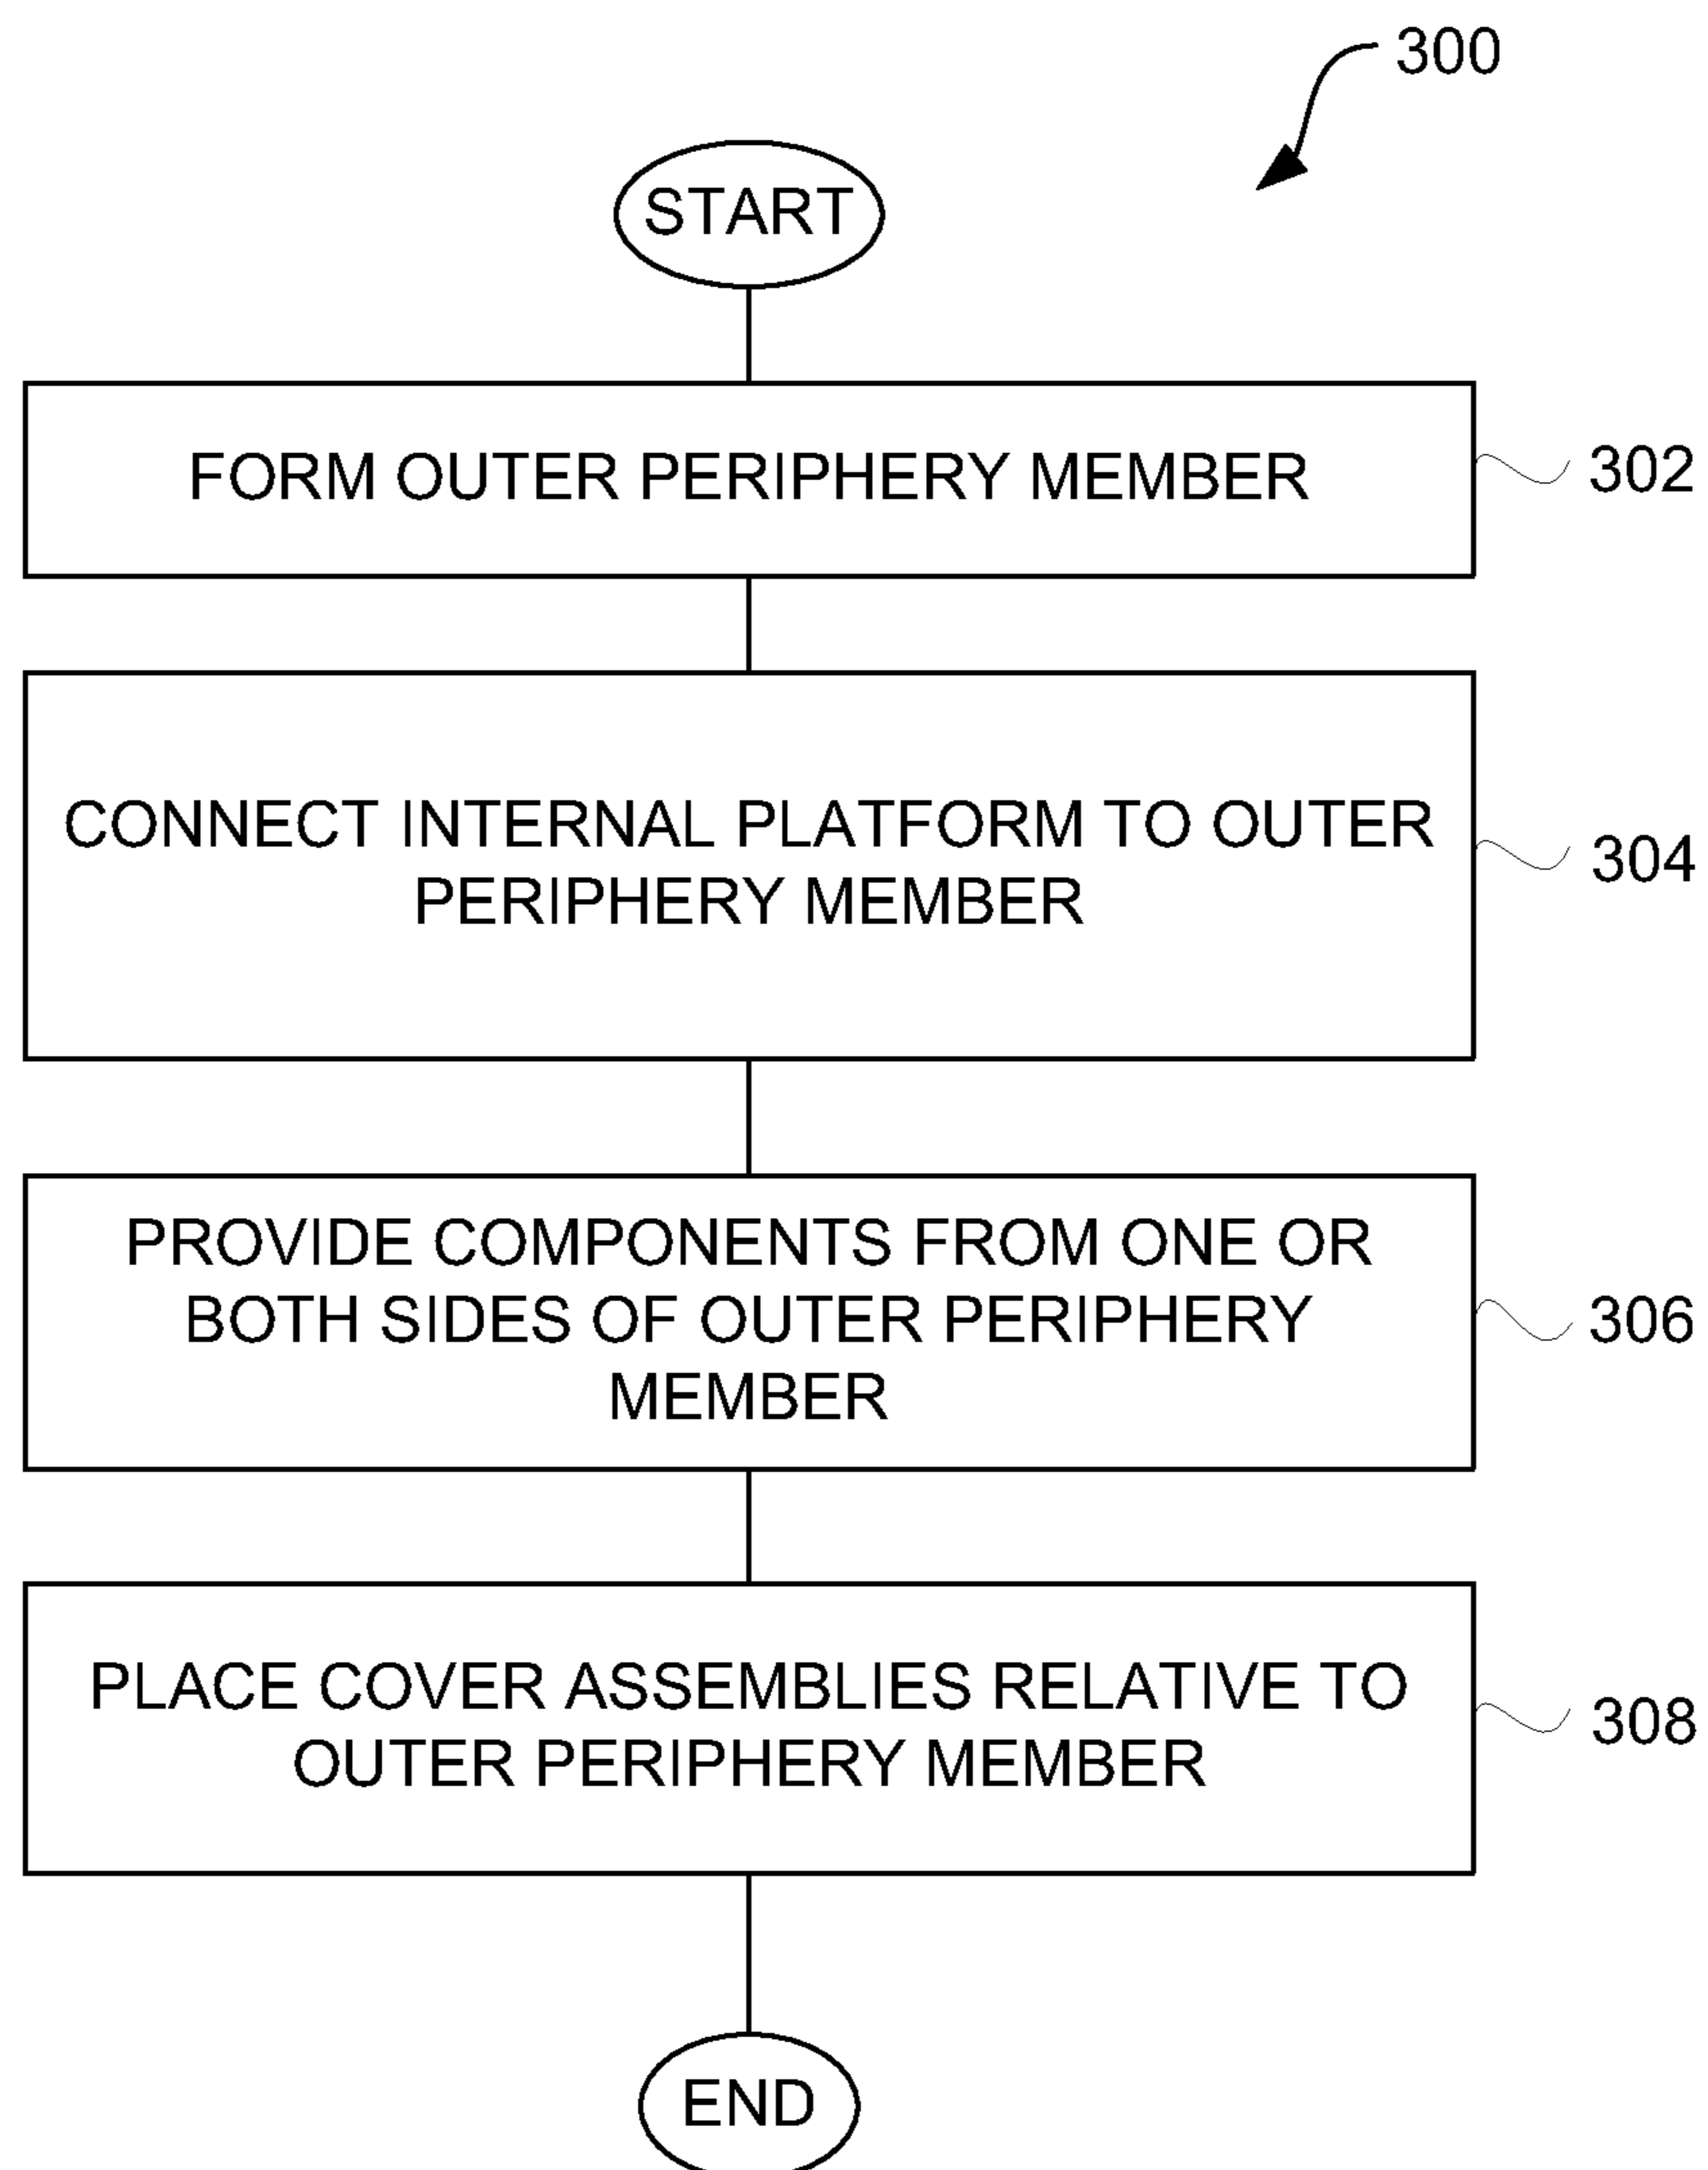 300
START
FORM OUTER PERIPHERY MEMBER
302
CONNECT INTERNAL PLATFORM TO OUTER
PERIPHERY MEMBER
304
PROVIDE COMPONENTS FROM ONE OR
BOTH SIDES OF OUTER PERIPHERY
MEMBER
306
PLACE COVER ASSEMBLIES RELATIVE TO
OUTER PERIPHERY MEMBER
308
END